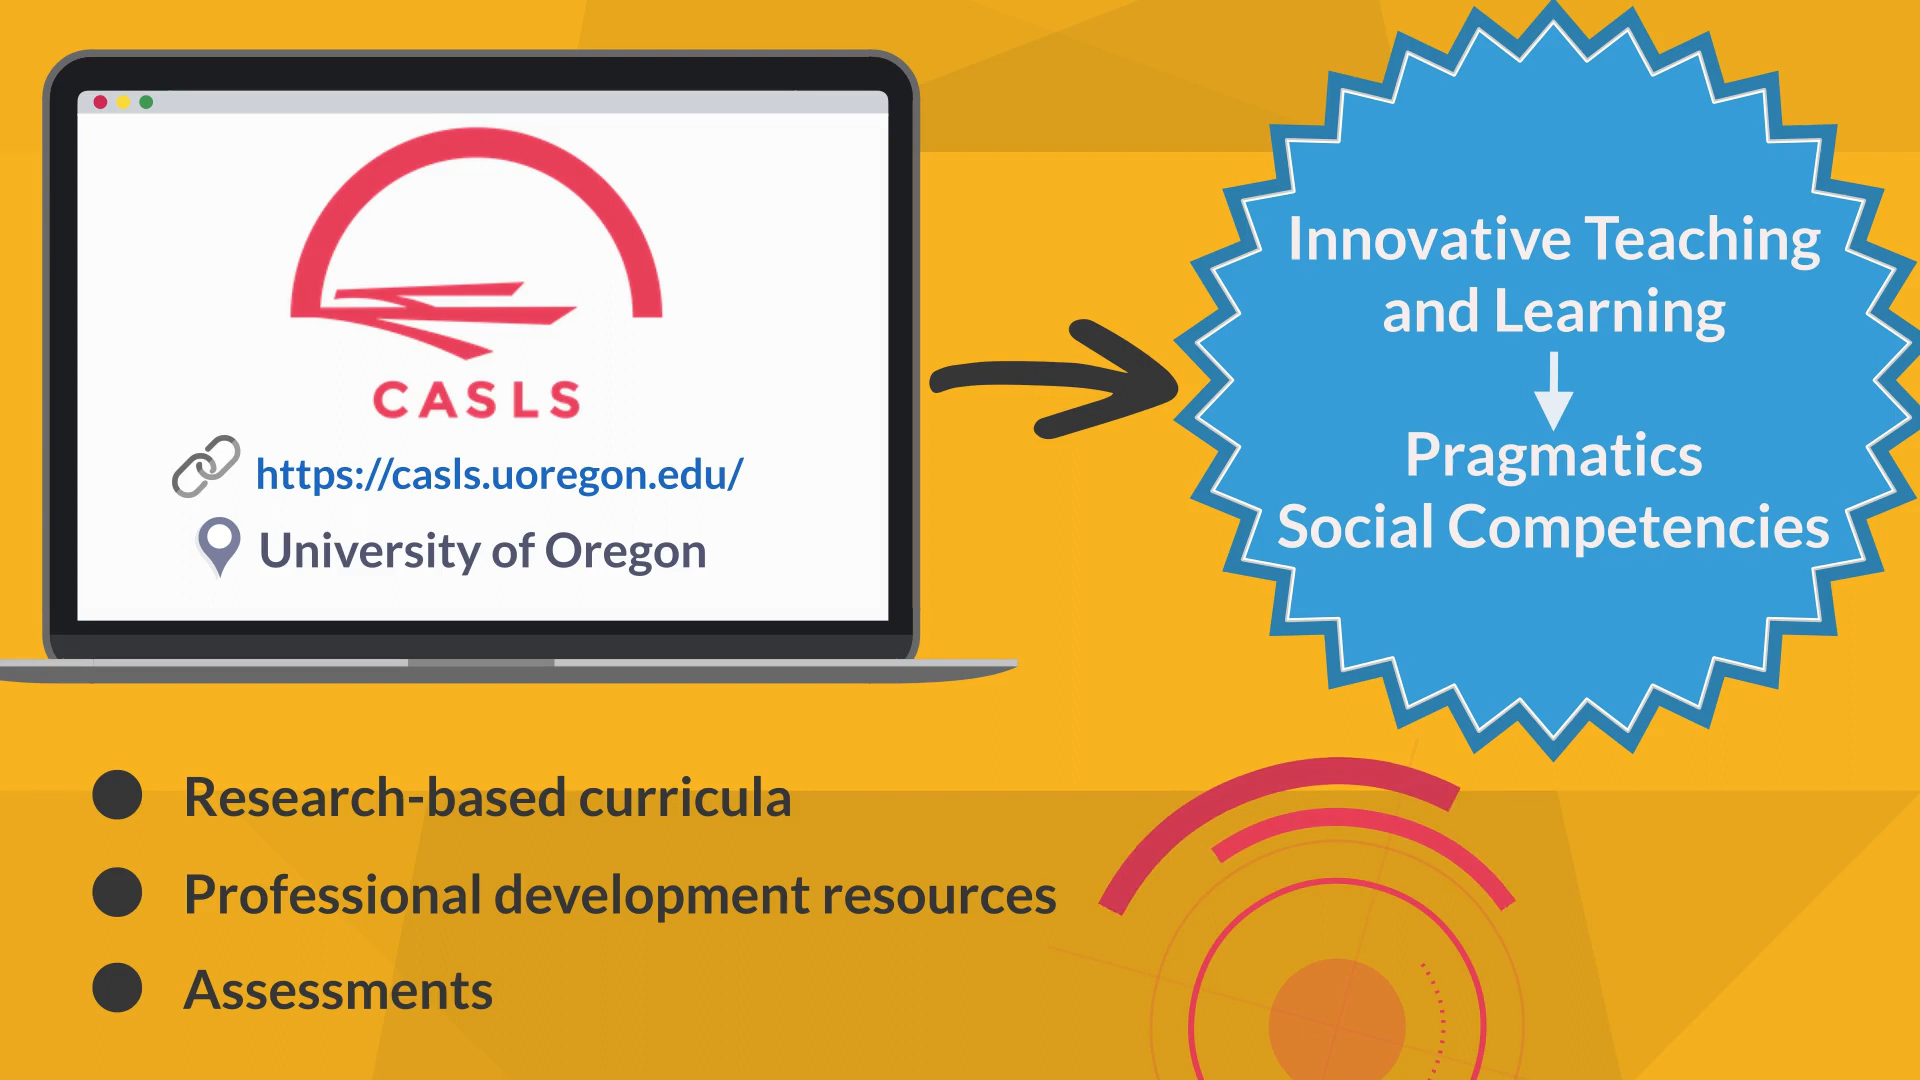 CASLS
https://casls.uoregon.edu/
University of Oregon
Innovative Teaching
and Learning
Pragmatics
Social Competencies
Research-based curricula
Professional development resources
Assessments